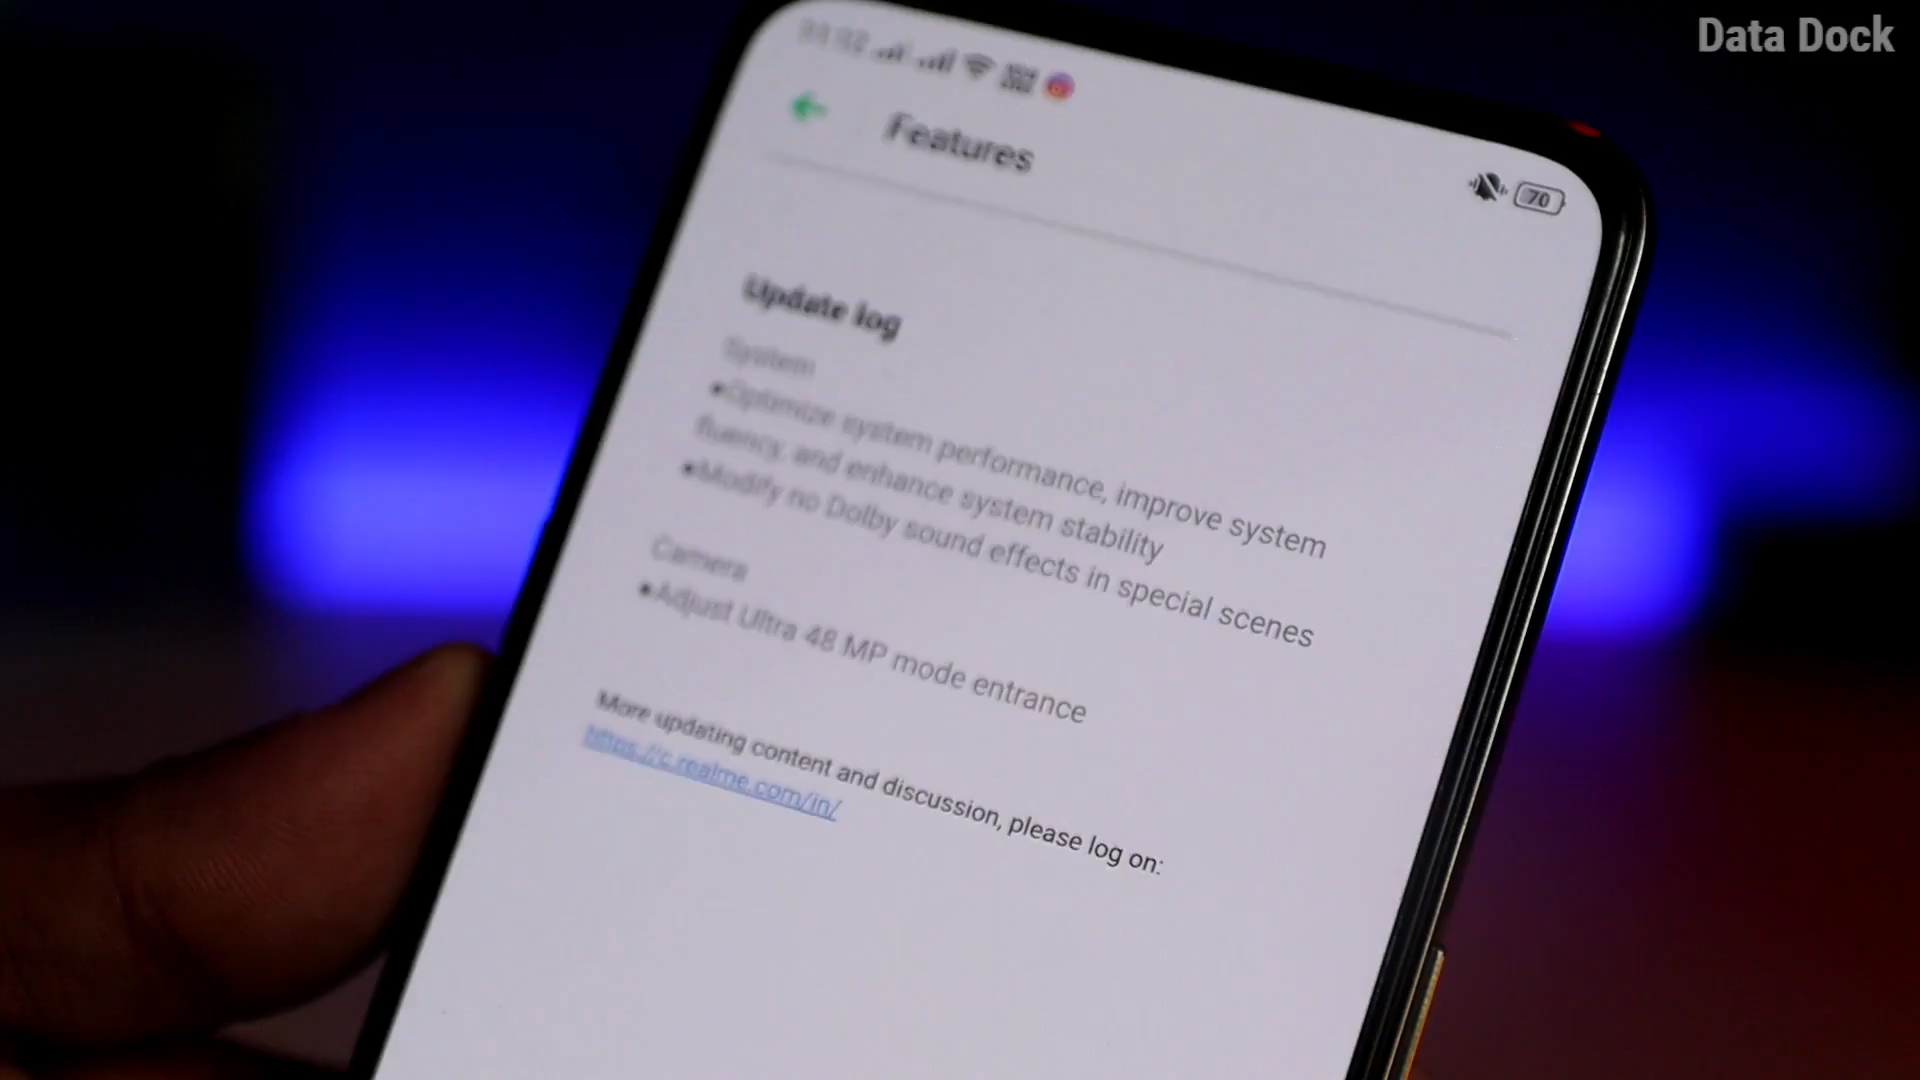 Data Dock
70
Features
Update log
System
•Optimize system performance, improve system
fluency, and enhance system stability
•Modify no Dolby sound effects in special scenes
Camera
•Adjust Ultra 48 MP mode entrance
More updating content and discussion, please log on:
https://c.realme.com/in/